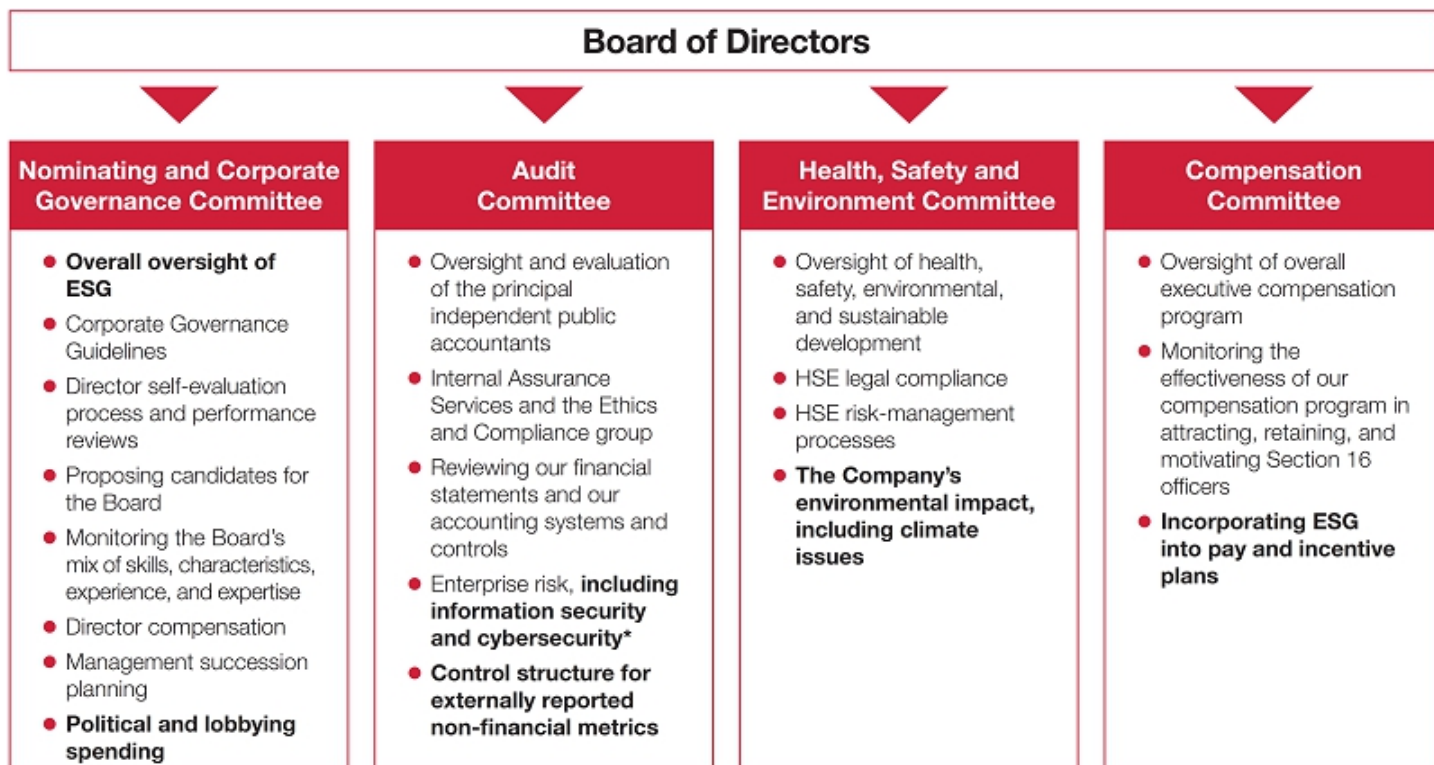 Board of Directors
Nominating and Corporate
Governance Committee
● Overall oversight of
ESG
● Corporate Governance
Guidelines
● Director self-evaluation
process and performance
reviews
● Proposing candidates for
the Board
● Monitoring the Board's
mix of skills, characteristics,
experience, and expertise
● Director compensation
● Management succession
planning
● Political and lobbying
spending
Audit
Committee
● Oversight and evaluation
of the principal
independent public
accountants
● Internal Assurance
Services and the Ethics
and Compliance group
● Reviewing our financial
statements and our
accounting systems and
controls
● Enterprise risk, including
information security
and cybersecurity*
● Control structure for
externally reported
non-financial metrics
Health, Safety and
Environment Committee
● Oversight of health,
safety, environmental,
and sustainable
development
● HSE legal compliance
● HSE risk-management
processes
● The Company's
environmental impact,
including climate
issues
Compensation
Committee
● Oversight of overall
executive compensation
program
● Monitoring the
effectiveness of our
compensation program in
attracting, retaining, and
motivating Section 16
officers
● Incorporating ESG
into pay and incentive
plans